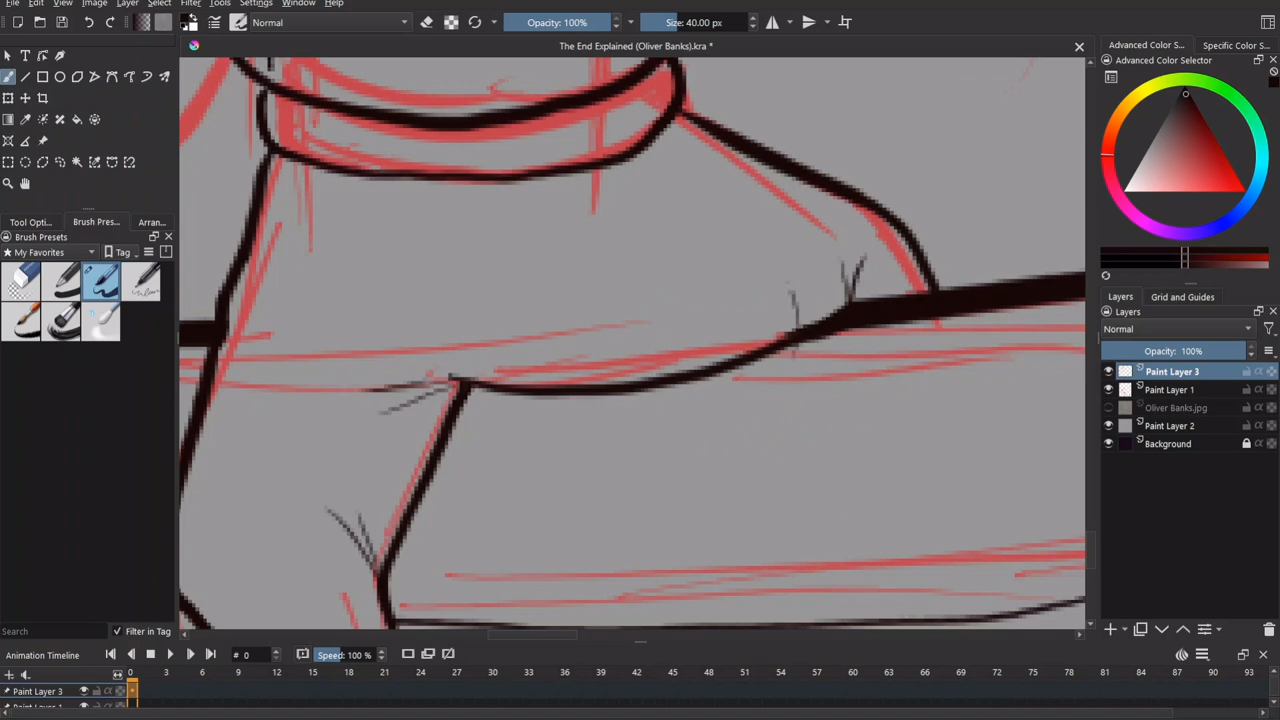 File Edit View Image Layer Select Filter Tools Settings Window Help
Normal Opacity: 100% Size: 40.00 px
The End Explained (Oliver Banks).kra *
Advanced Color S... Specific Color S...
Advanced Color Selector
Tool Opti... Brush Pres... Arran...
Brush Presets
My Favorites Tag
Layers Grid and Guides
Layers
Normal
Opacity: 100%
Paint Layer 3
Paint Layer 1
Oliver Banks.jpg
Paint Layer 2
Background
Search Filter in Tag
Animation Timeline # 0 Speed: 100 %
0 3 6 9 12 15 18 21 24 27 30 33 36 39 42 45 48 51 54 57 60 63 66 69 72 75 78 81 84 87 90 93
Paint Layer 3
Paint Layer 1